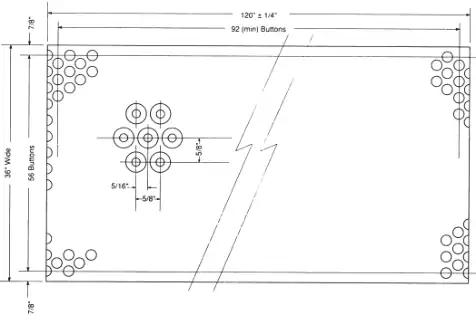 120" ± 1/4"
92 (min) Buttons
7/8"
36" Wide
56 Buttons
5/8"
5/16"
5/8"
7/8"